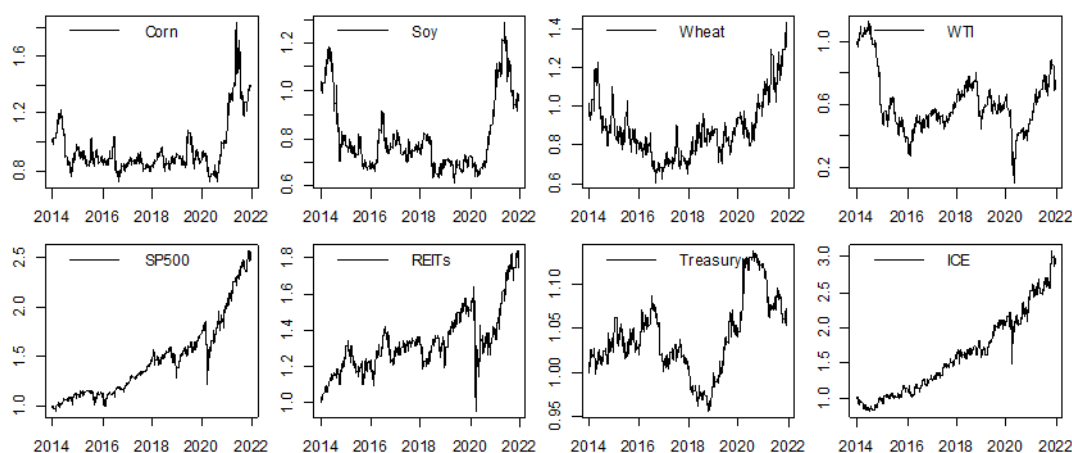 Corn
0.8 1.2 1.6
2014 2016 2018 2020 2022
Soy
0.6 0.8 1.0 1.2
2014 2016 2018 2020 2022
Wheat
0.6 0.8 1.0 1.2 1.4
2014 2016 2018 2020 2022
WTI
0.2 0.6 1.0
2014 2016 2018 2020 2022
SP500
1.0 1.5 2.0 2.5
2014 2016 2018 2020 2022
REITs
1.0 1.2 1.4 1.6 1.8
2014 2016 2018 2020 2022
Treasury
0.95 1.00 1.05 1.10
2014 2016 2018 2020 2022
ICE
1.0 1.5 2.0 2.5 3.0
2014 2016 2018 2020 2022